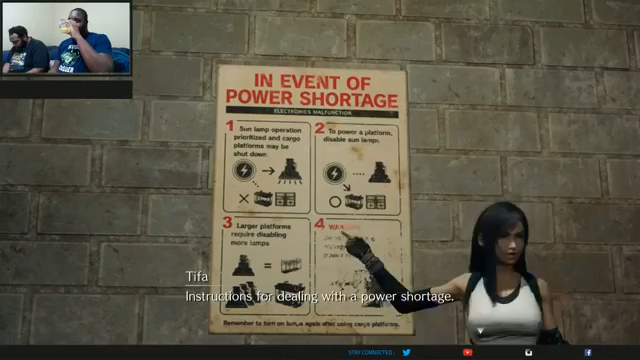 IN EVENT OF
POWER SHORTAGE
ELECTRONICS MALFUNCTION
1 Sun lamp operation
prioritized and cargo
platforms may be
shut down.
2 To power a platform,
disable sun lamps.
3 Larger platforms
require disabling
more lamps
4
Tifa
Instructions for dealing with a power shortage.
Remember to turn on lamps again after using cargo platforms.
STAY CONNECTED :